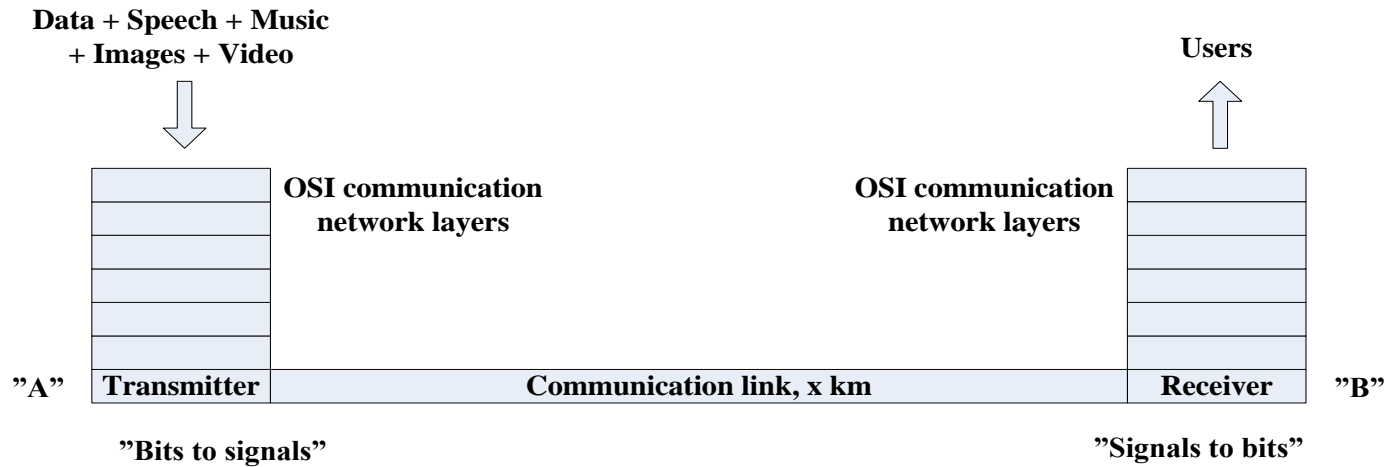 Data + Speech + Music
+ Images + Video
Users
OSI communication
network layers
OSI communication
network layers
”A”
Transmitter
Communication link, x km
Receiver
”B”
”Bits to signals”
”Signals to bits”